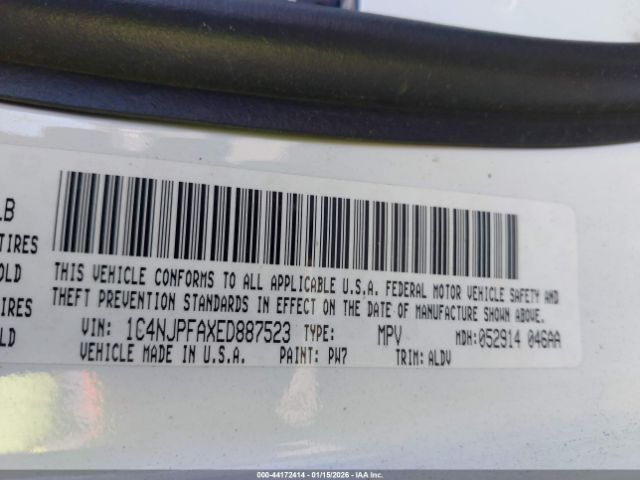 LB
TIRES
OLD
TIRES
OLD
THIS VEHICLE CONFORMS TO ALL APPLICABLE U.S.A. FEDERAL MOTOR VEHICLE SAFETY AND
THEFT PREVENTION STANDARDS IN EFFECT ON THE DATE OF MANUFACTURE SHOWN ABOVE.
VIN: 1C4NJPFAXED887523 TYPE: MPV MDH:052914 046AA
VEHICLE MADE IN U.S.A. PAINT: PW7 TRIM: ALDV
000-44172414 - 01/15/2026 - IAA Inc.